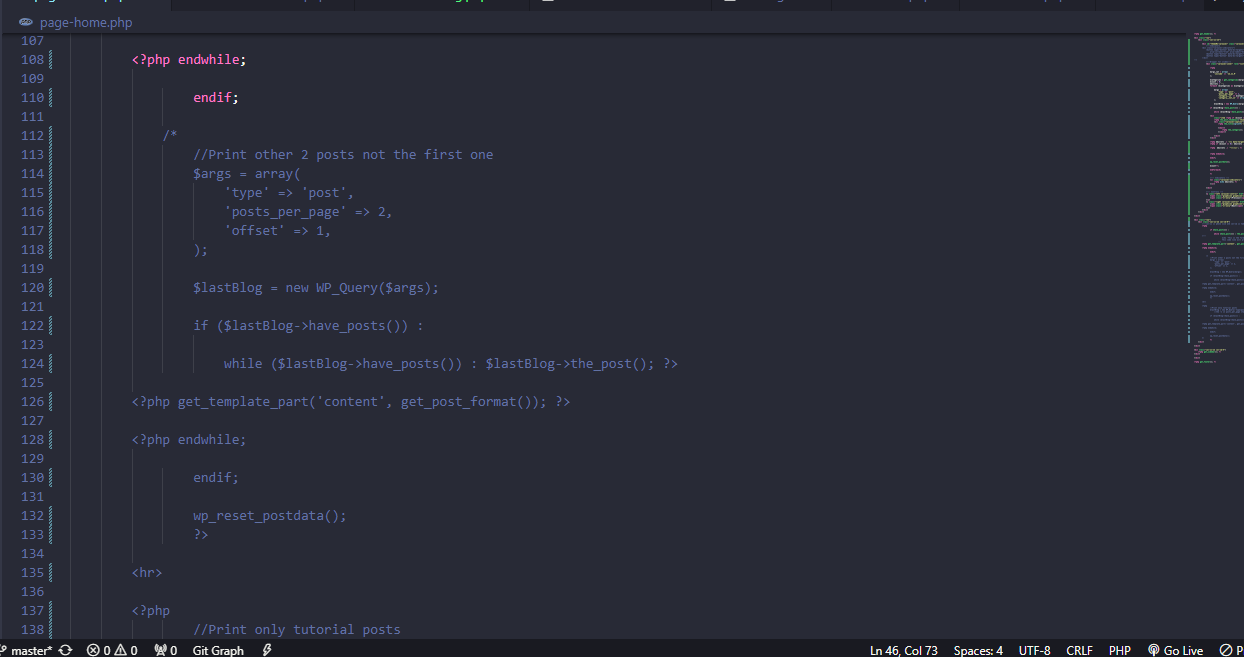 page-home.php
107
108 <?php endwhile;
109
110 endif;
111
112 /*
113 //Print other 2 posts not the first one
114 $args = array(
115 'type' => 'post',
116 'posts_per_page' => 2,
117 'offset' => 1,
118 );
119
120 $lastBlog = new WP_Query($args);
121
122 if ($lastBlog->have_posts()) :
123
124 while ($lastBlog->have_posts()) : $lastBlog->the_post(); ?>
125
126 <?php get_template_part('content', get_post_format()); ?>
127
128 <?php endwhile;
129
130 endif;
131
132 wp_reset_postdata();
133 ?>
134
135 <hr>
136
137 <?php
138 //Print only tutorial posts
master* 0 0 0 Git Graph Ln 46, Col 73 Spaces: 4 UTF-8 CRLF PHP Go Live